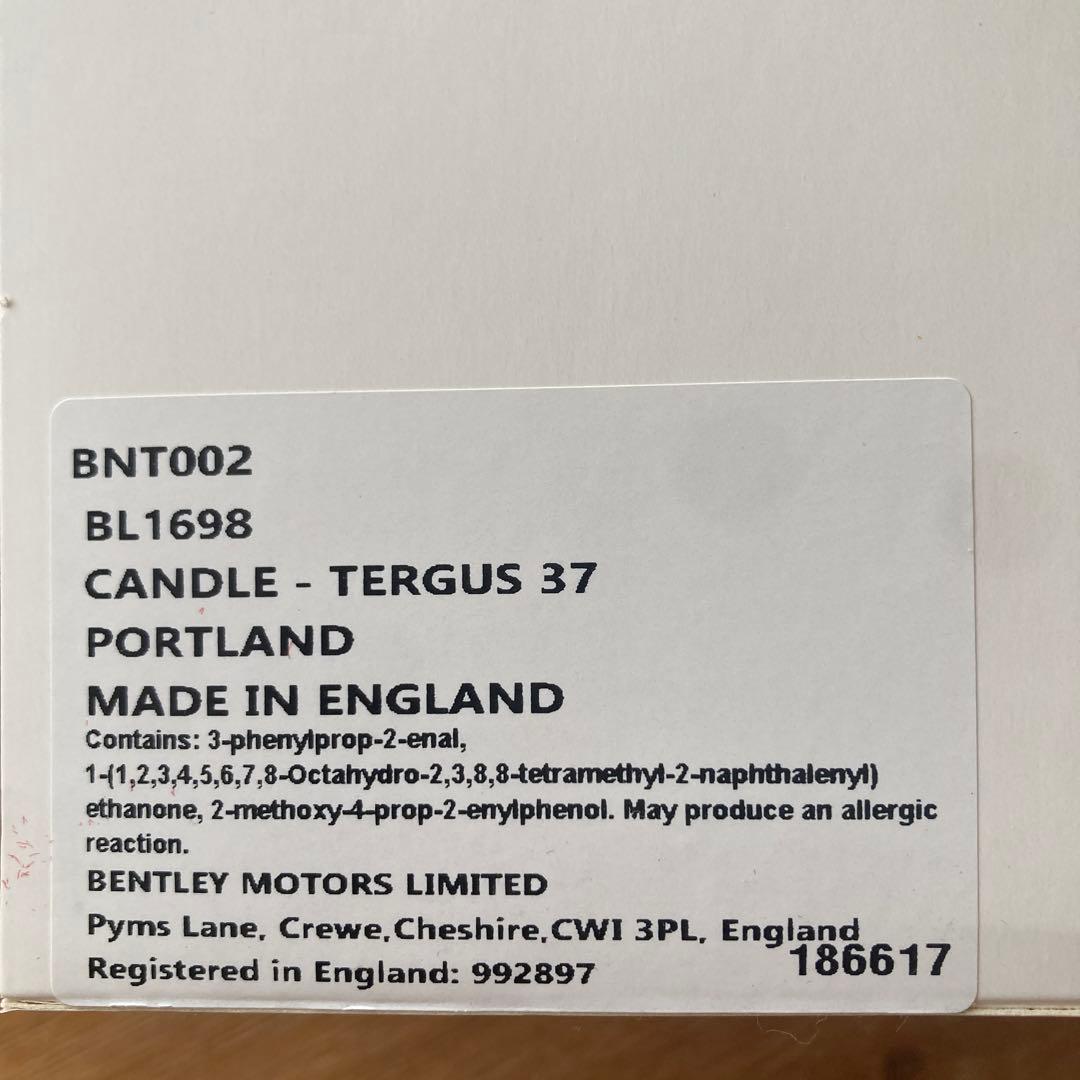 BNT002
BL1698
CANDLE - TERGUS 37
PORTLAND
MADE IN ENGLAND
Contains: 3-phenylprop-2-enal,
1-(1,2,3,4,5,6,7,8-Octahydro-2,3,8,8-tetramethyl-2-naphthalenyl)
ethanone, 2-methoxy-4-prop-2-enylphenol. May produce an allergic
reaction.
BENTLEY MOTORS LIMITED
Pyms Lane, Crewe,Cheshire,CWI 3PL, England
Registered in England: 992897
186617